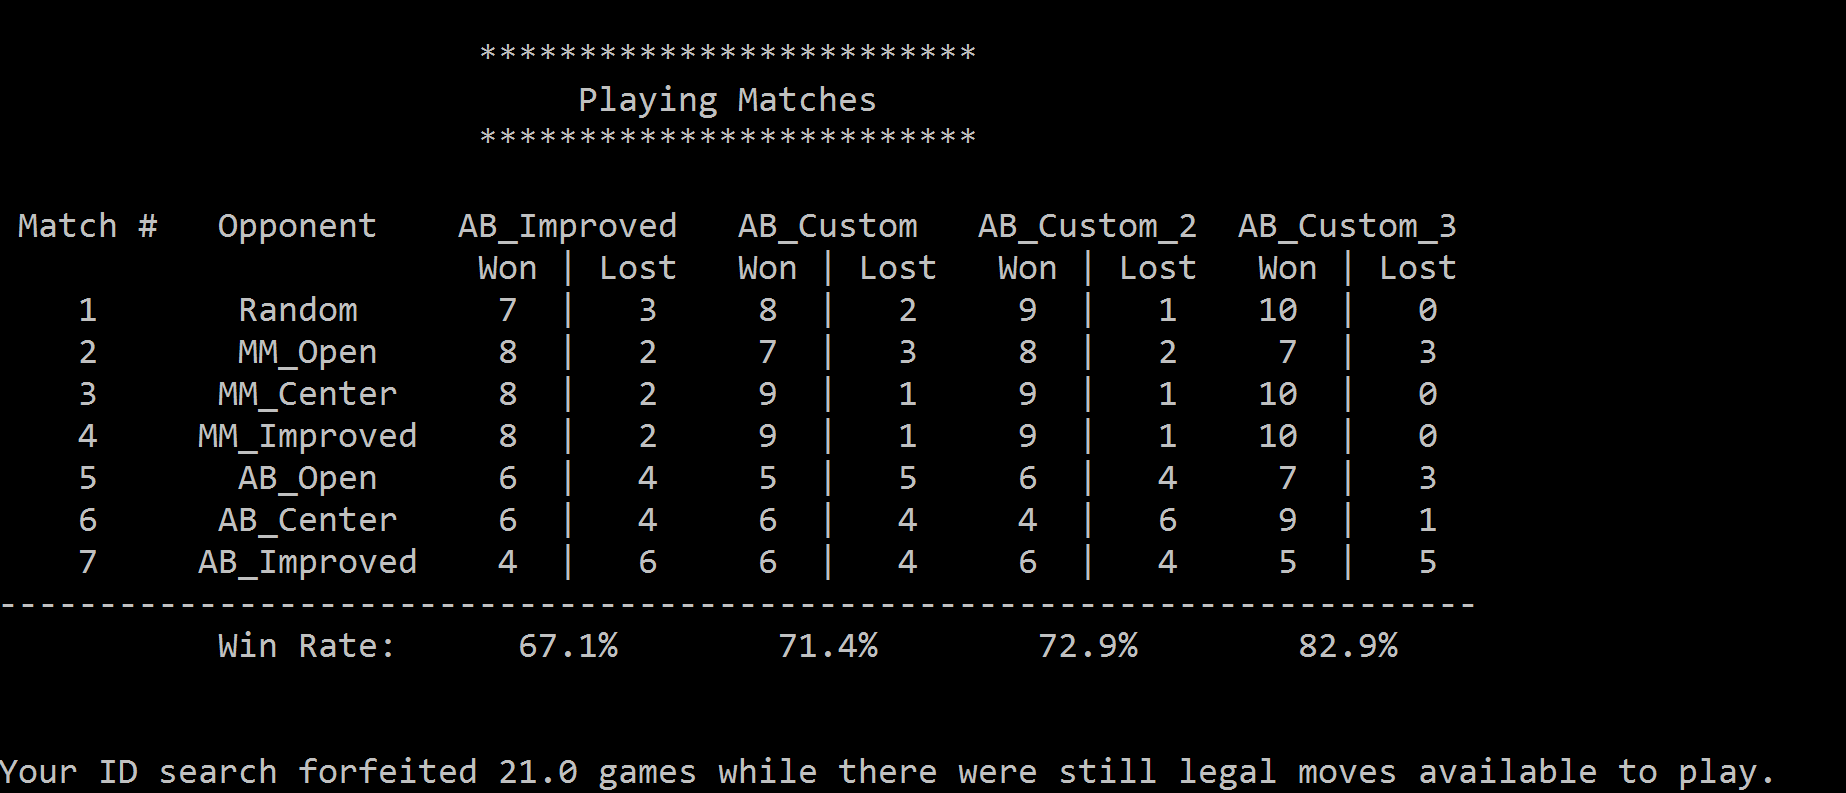 *************************
Playing Matches
*************************
Match # Opponent AB_Improved AB_Custom AB_Custom_2 AB_Custom_3
Won | Lost Won | Lost Won | Lost Won | Lost
1 Random 7 | 3 8 | 2 9 | 1 10 | 0
2 MM_Open 8 | 2 7 | 3 8 | 2 7 | 3
3 MM_Center 8 | 2 9 | 1 9 | 1 10 | 0
4 MM_Improved 8 | 2 9 | 1 9 | 1 10 | 0
5 AB_Open 6 | 4 5 | 5 6 | 4 7 | 3
6 AB_Center 6 | 4 6 | 4 4 | 6 9 | 1
7 AB_Improved 4 | 6 6 | 4 6 | 4 5 | 5
--------------------------------------------------------------------------
Win Rate: 67.1% 71.4% 72.9% 82.9%
Your ID search forfeited 21.0 games while there were still legal moves available to play.